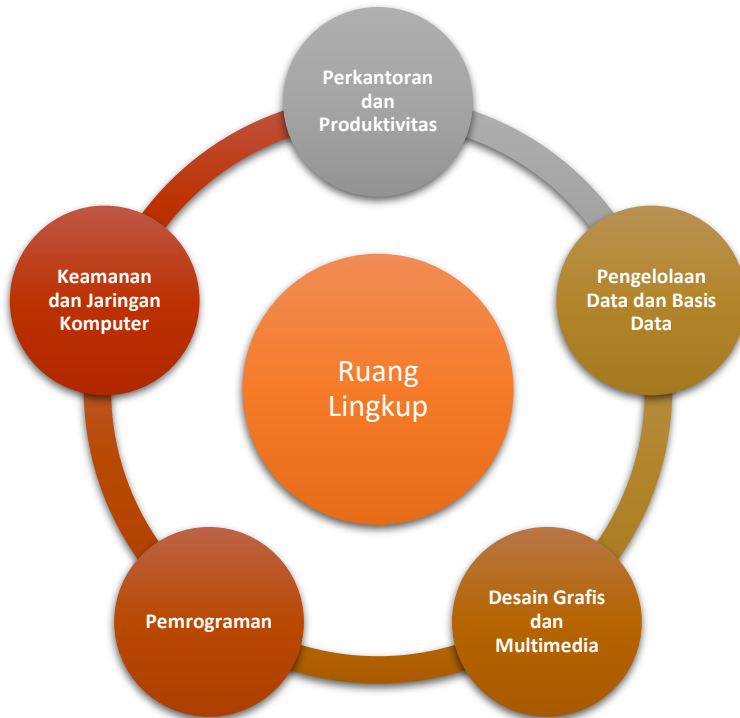 Perkantoran
dan
Produktivitas
Keamanan
dan Jaringan
Komputer
Pengelolaan
Data dan Basis
Data
Ruang
Lingkup
Pemrograman
Desain Grafis
dan
Multimedia